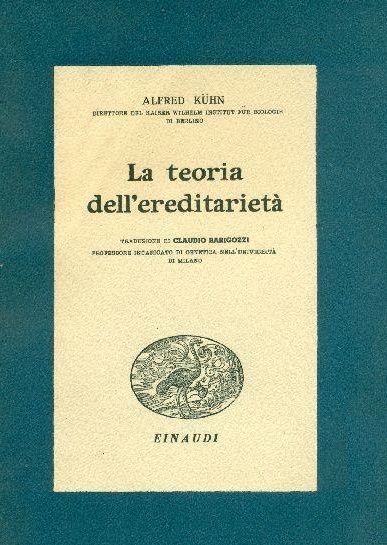 ALFRED KÜHN
DIRETTORE DEL KAISER WILHELM INSTITUT FÜR BIOLOGIE
DI BERLINO
La teoria
dell'ereditarietà
TRADUZIONE DI CLAUDIO BARIGOZZI
PROFESSORE INCARICATO DI GENETICA NELL'UNIVERSITÀ
DI MILANO
EINAUDI